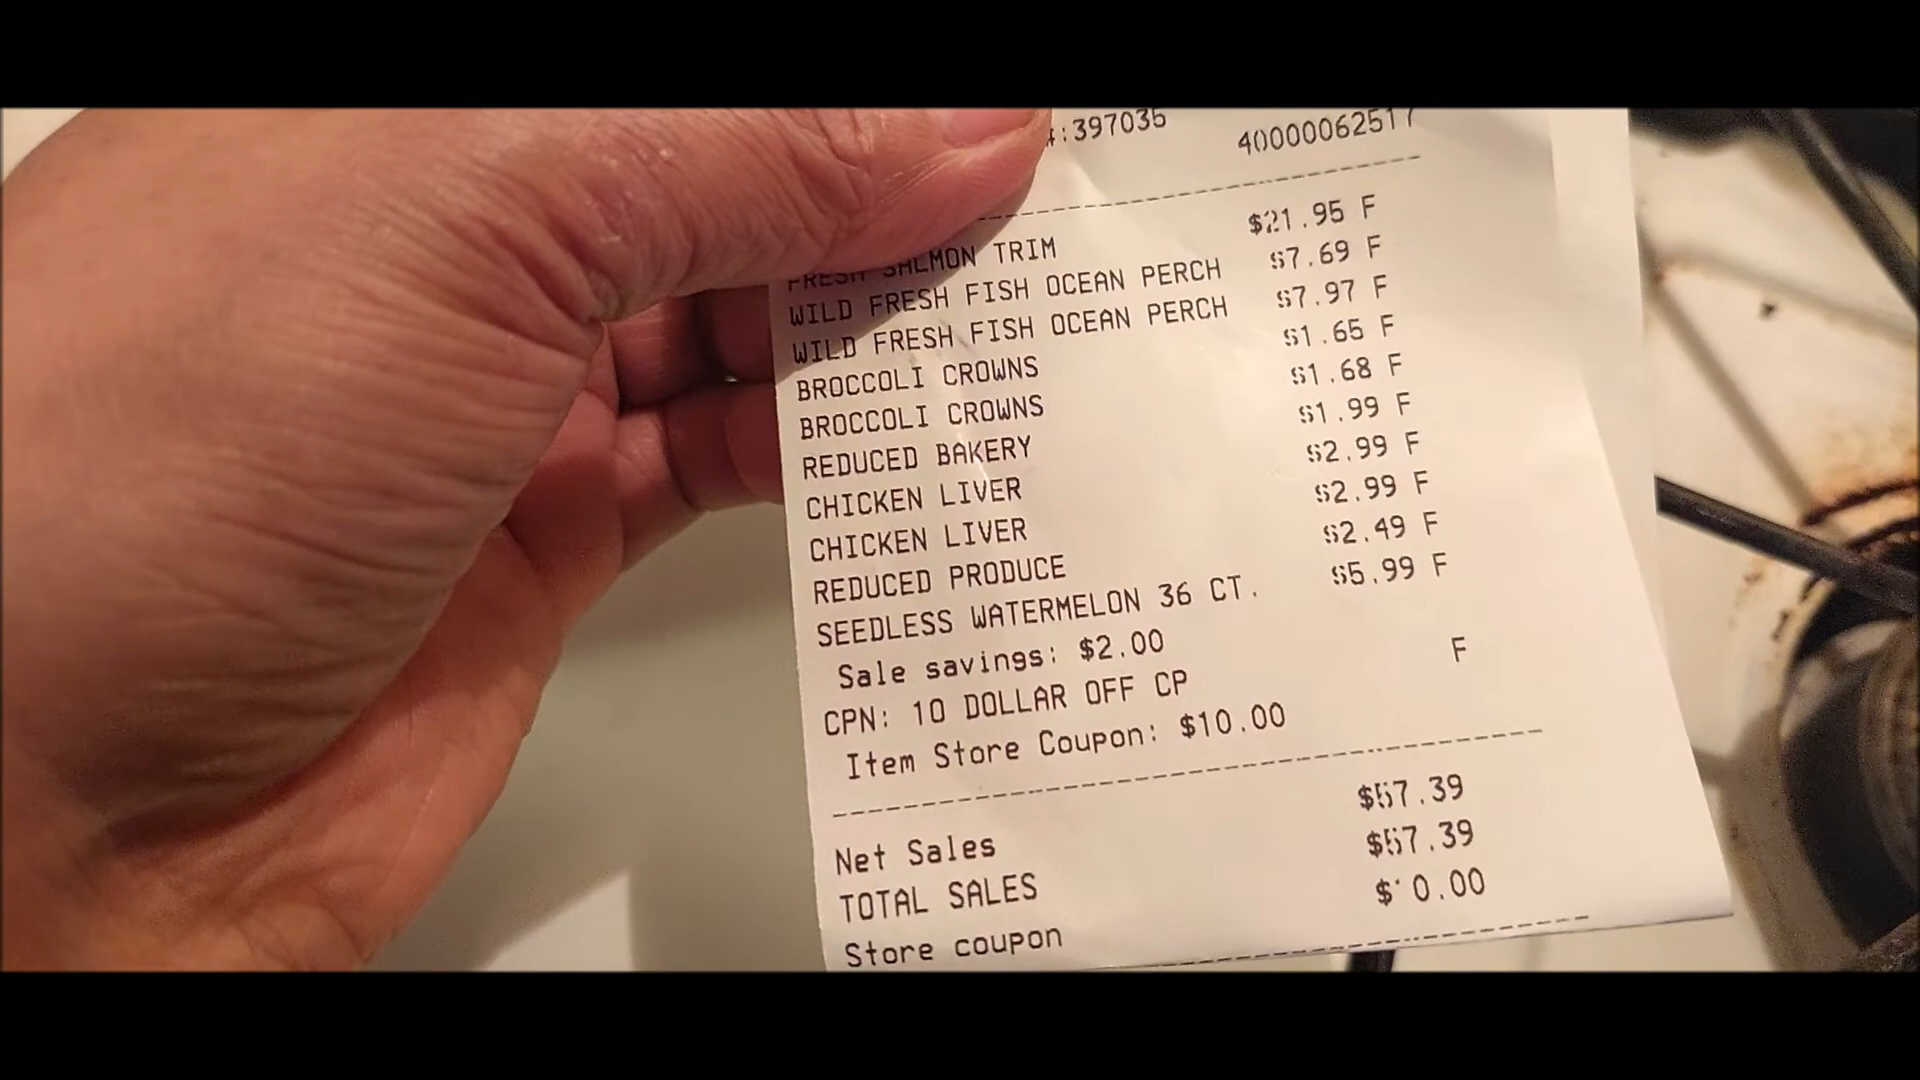 #:397035 40000062517
FRESH SALMON TRIM $21.95 F
WILD FRESH FISH OCEAN PERCH $7.69 F
WILD FRESH FISH OCEAN PERCH $7.97 F
BROCCOLI CROWNS $1.65 F
BROCCOLI CROWNS $1.68 F
REDUCED BAKERY $1.99 F
CHICKEN LIVER $2.99 F
CHICKEN LIVER $2.99 F
REDUCED PRODUCE $2.49 F
SEEDLESS WATERMELON 36 CT. $5.99 F
Sale savings: $2.00
CPN: 10 DOLLAR OFF CP F
Item Store Coupon: $10.00
Net Sales $57.39
TOTAL SALES $57.39
Store coupon $10.00